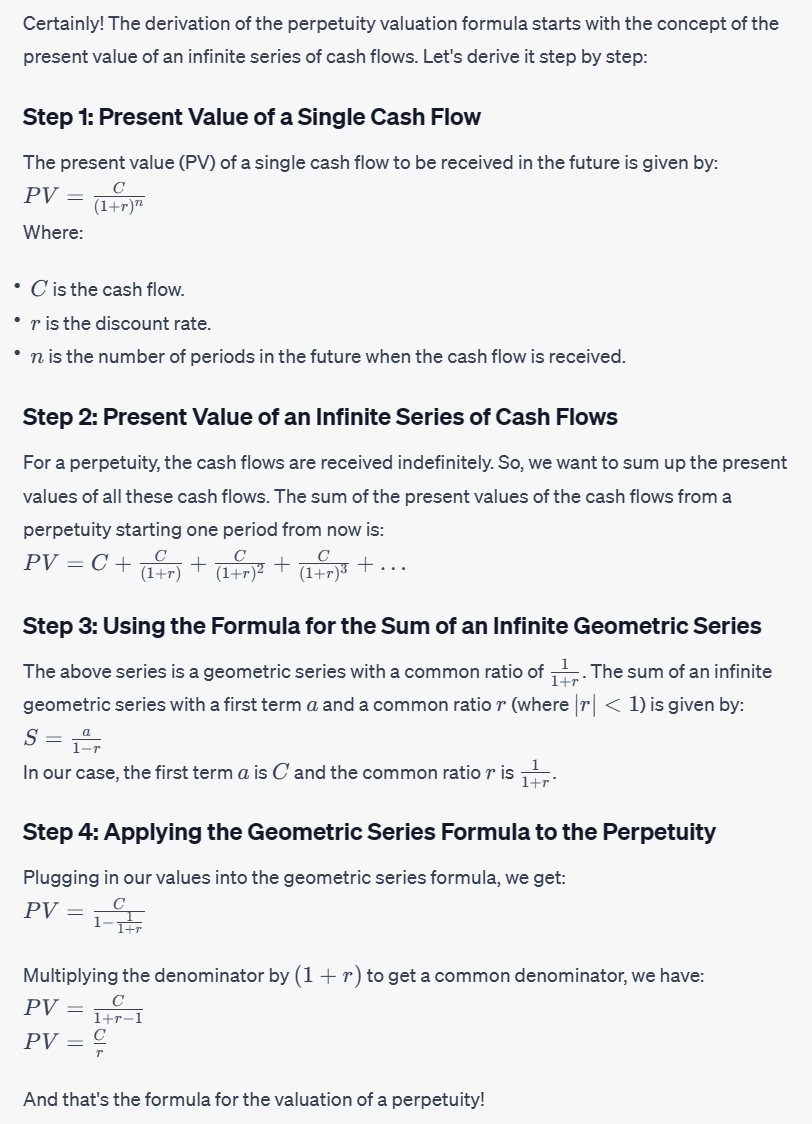 Certainly! The derivation of the perpetuity valuation formula starts with the concept of the
present value of an infinite series of cash flows. Let's derive it step by step:
Step 1: Present Value of a Single Cash Flow
The present value (PV) of a single cash flow to be received in the future is given by:
$PV = \frac{C}{(1+r)^n}$
Where:
• $C$ is the cash flow.
• $r$ is the discount rate.
• $n$ is the number of periods in the future when the cash flow is received.
Step 2: Present Value of an Infinite Series of Cash Flows
For a perpetuity, the cash flows are received indefinitely. So, we want to sum up the present
values of all these cash flows. The sum of the present values of the cash flows from a
perpetuity starting one period from now is:
$PV = C + \frac{C}{(1+r)} + \frac{C}{(1+r)^2} + \frac{C}{(1+r)^3} + \ldots$
Step 3: Using the Formula for the Sum of an Infinite Geometric Series
The above series is a geometric series with a common ratio of $\frac{1}{1+r}$. The sum of an infinite
geometric series with a first term $a$ and a common ratio $r$ (where $|r| < 1$) is given by:
$S = \frac{a}{1-r}$
In our case, the first term $a$ is $C$ and the common ratio $r$ is $\frac{1}{1+r}$.
Step 4: Applying the Geometric Series Formula to the Perpetuity
Plugging in our values into the geometric series formula, we get:
$PV = \frac{C}{1-\frac{1}{1+r}}$
Multiplying the denominator by $(1 + r)$ to get a common denominator, we have:
$PV = \frac{C}{1+r-1}$
$PV = \frac{C}{r}$
And that's the formula for the valuation of a perpetuity!